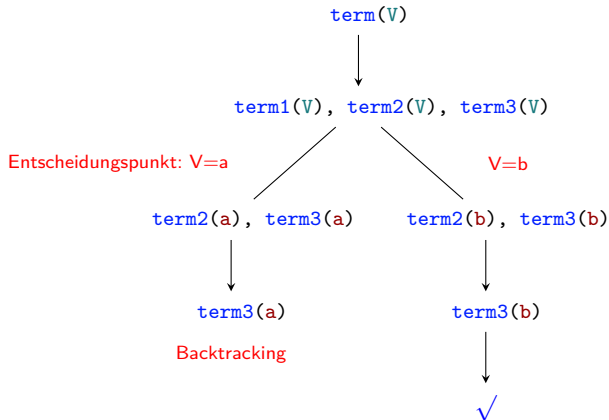 term(V)
term1(V), term2(V), term3(V)
Entscheidungspunkt: V=a
V=b
term2(a), term3(a)
term2(b), term3(b)
term3(a)
term3(b)
Backtracking
√